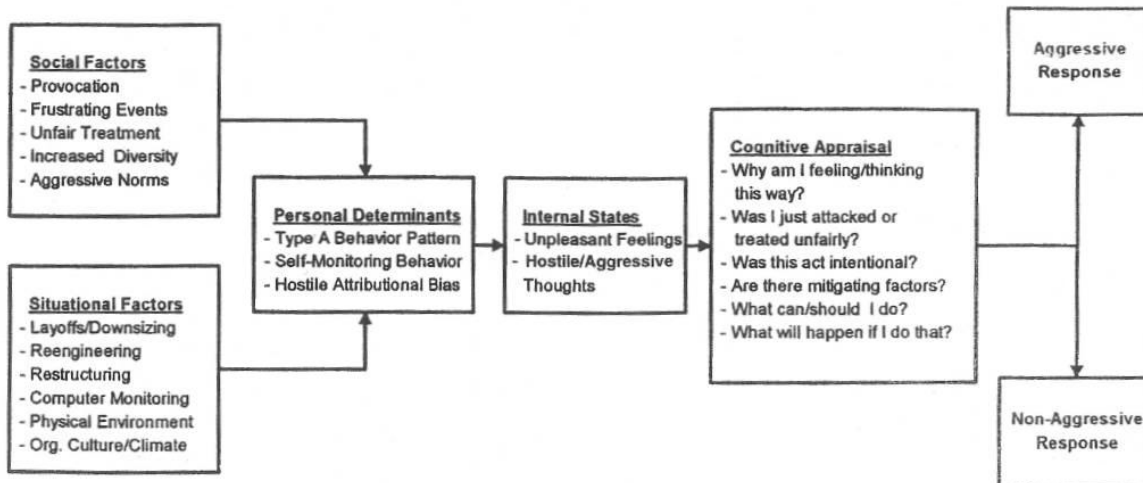 Social Factors
- Provocation
- Frustrating Events
- Unfair Treatment
- Increased Diversity
- Aggressive Norms
Situational Factors
- Layoffs/Downsizing
- Reengineering
- Restructuring
- Computer Monitoring
- Physical Environment
- Org. Culture/Climate
Personal Determinants
- Type A Behavior Pattern
- Self-Monitoring Behavior
- Hostile Attributional Bias
Internal States
- Unpleasant Feelings
- Hostile/Aggressive
Thoughts
Cognitive Appraisal
- Why am I feeling/thinking
this way?
- Was I just attacked or
treated unfairly?
- Was this act intentional?
- Are there mitigating factors?
- What can/should I do?
- What will happen if I do that?
Aggressive
Response
Non-Aggressive
Response